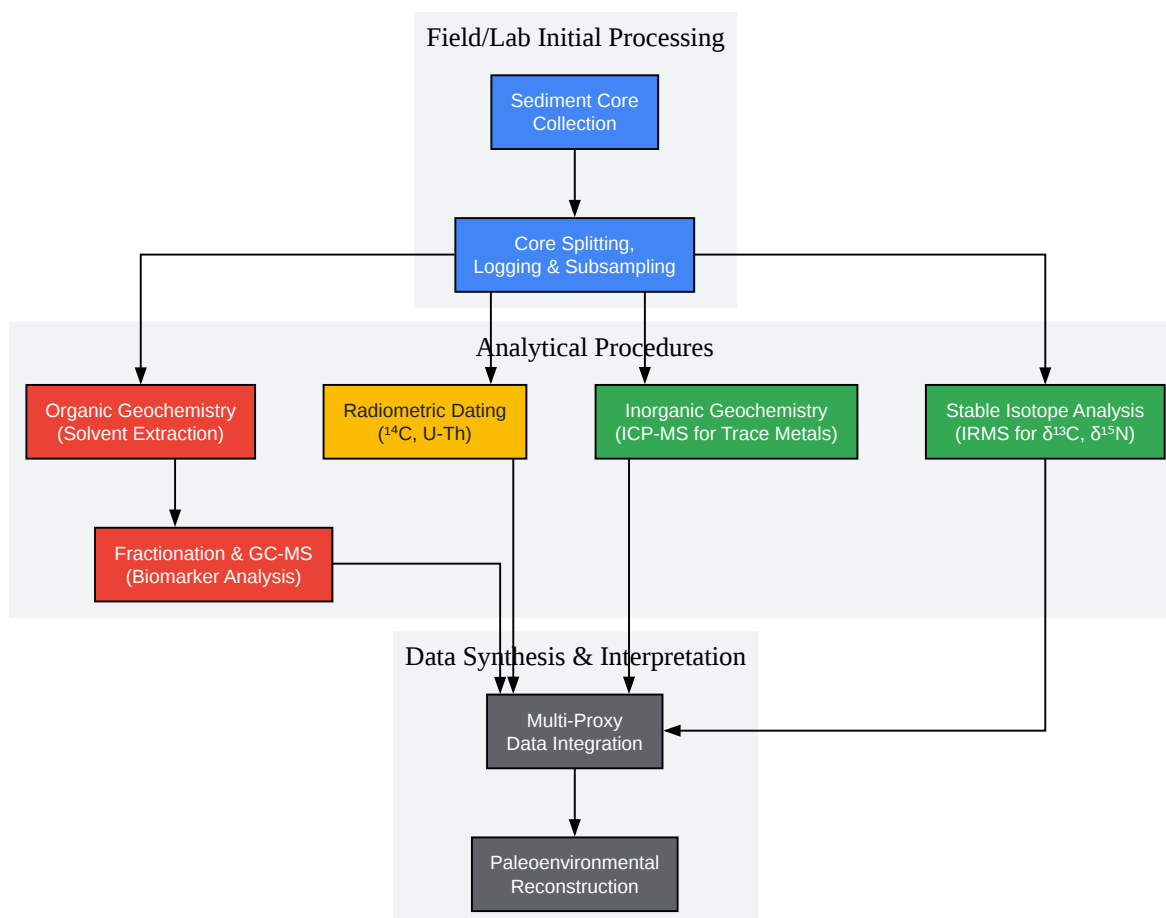 Field/Lab Initial Processing
Sediment Core
Collection
Core Splitting,
Logging & Subsampling
Analytical Procedures
Organic Geochemistry
(Solvent Extraction)
Radiometric Dating
(¹⁴C, U-Th)
Inorganic Geochemistry
(ICP-MS for Trace Metals)
Stable Isotope Analysis
(IRMS for δ¹³C, δ¹⁵N)
Fractionation & GC-MS
(Biomarker Analysis)
Data Synthesis & Interpretation
Multi-Proxy
Data Integration
Paleoenvironmental
Reconstruction